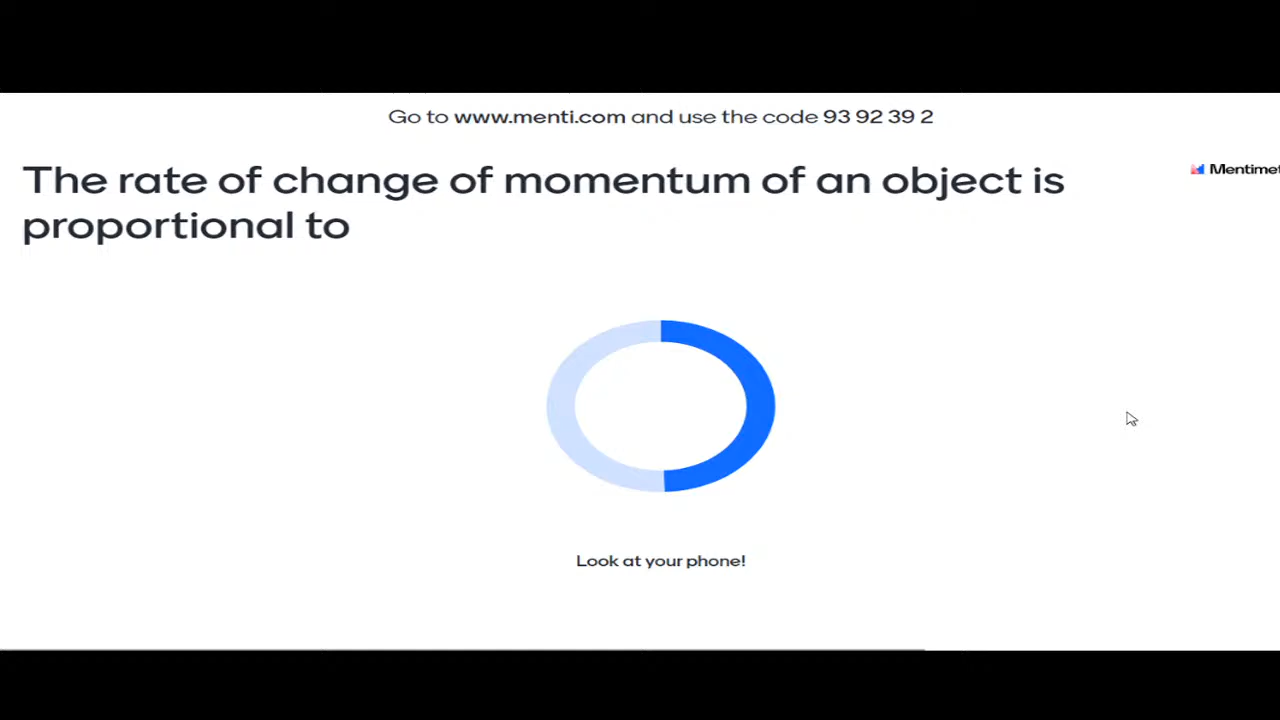 Go to www.menti.com and use the code 93 92 39 2
The rate of change of momentum of an object is
proportional to
Mentimet
Look at your phone!